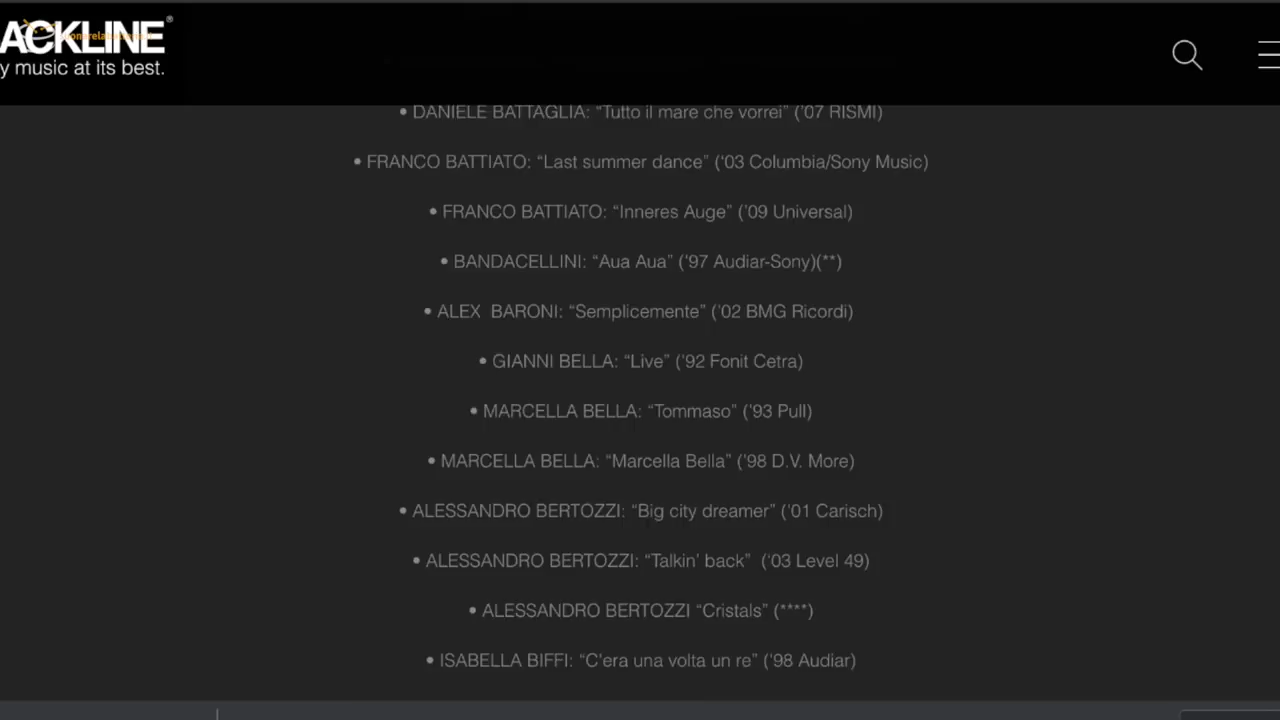 ACKLINE®
y music at its best.
• DANIELE BATTAGLIA: “Tutto il mare che vorrei” (’07 RISMI)
• FRANCO BATTIATO: “Last summer dance” (‘03 Columbia/Sony Music)
• FRANCO BATTIATO: “Inneres Auge” (’09 Universal)
• BANDACELLINI: “Aua Aua” (’97 Audiar-Sony)(**)
• ALEX  BARONI: “Semplicemente” (’02 BMG Ricordi)
• GIANNI BELLA: “Live” (’92 Fonit Cetra)
• MARCELLA BELLA: “Tommaso” (’93 Pull)
• MARCELLA BELLA: “Marcella Bella” (’98 D.V. More)
• ALESSANDRO BERTOZZI: “Big city dreamer” (’01 Carisch)
• ALESSANDRO BERTOZZI: “Talkin’ back”  (‘03 Level 49)
• ALESSANDRO BERTOZZI “Cristals” (****)
• ISABELLA BIFFI: “C'era una volta un re” (’98 Audiar)